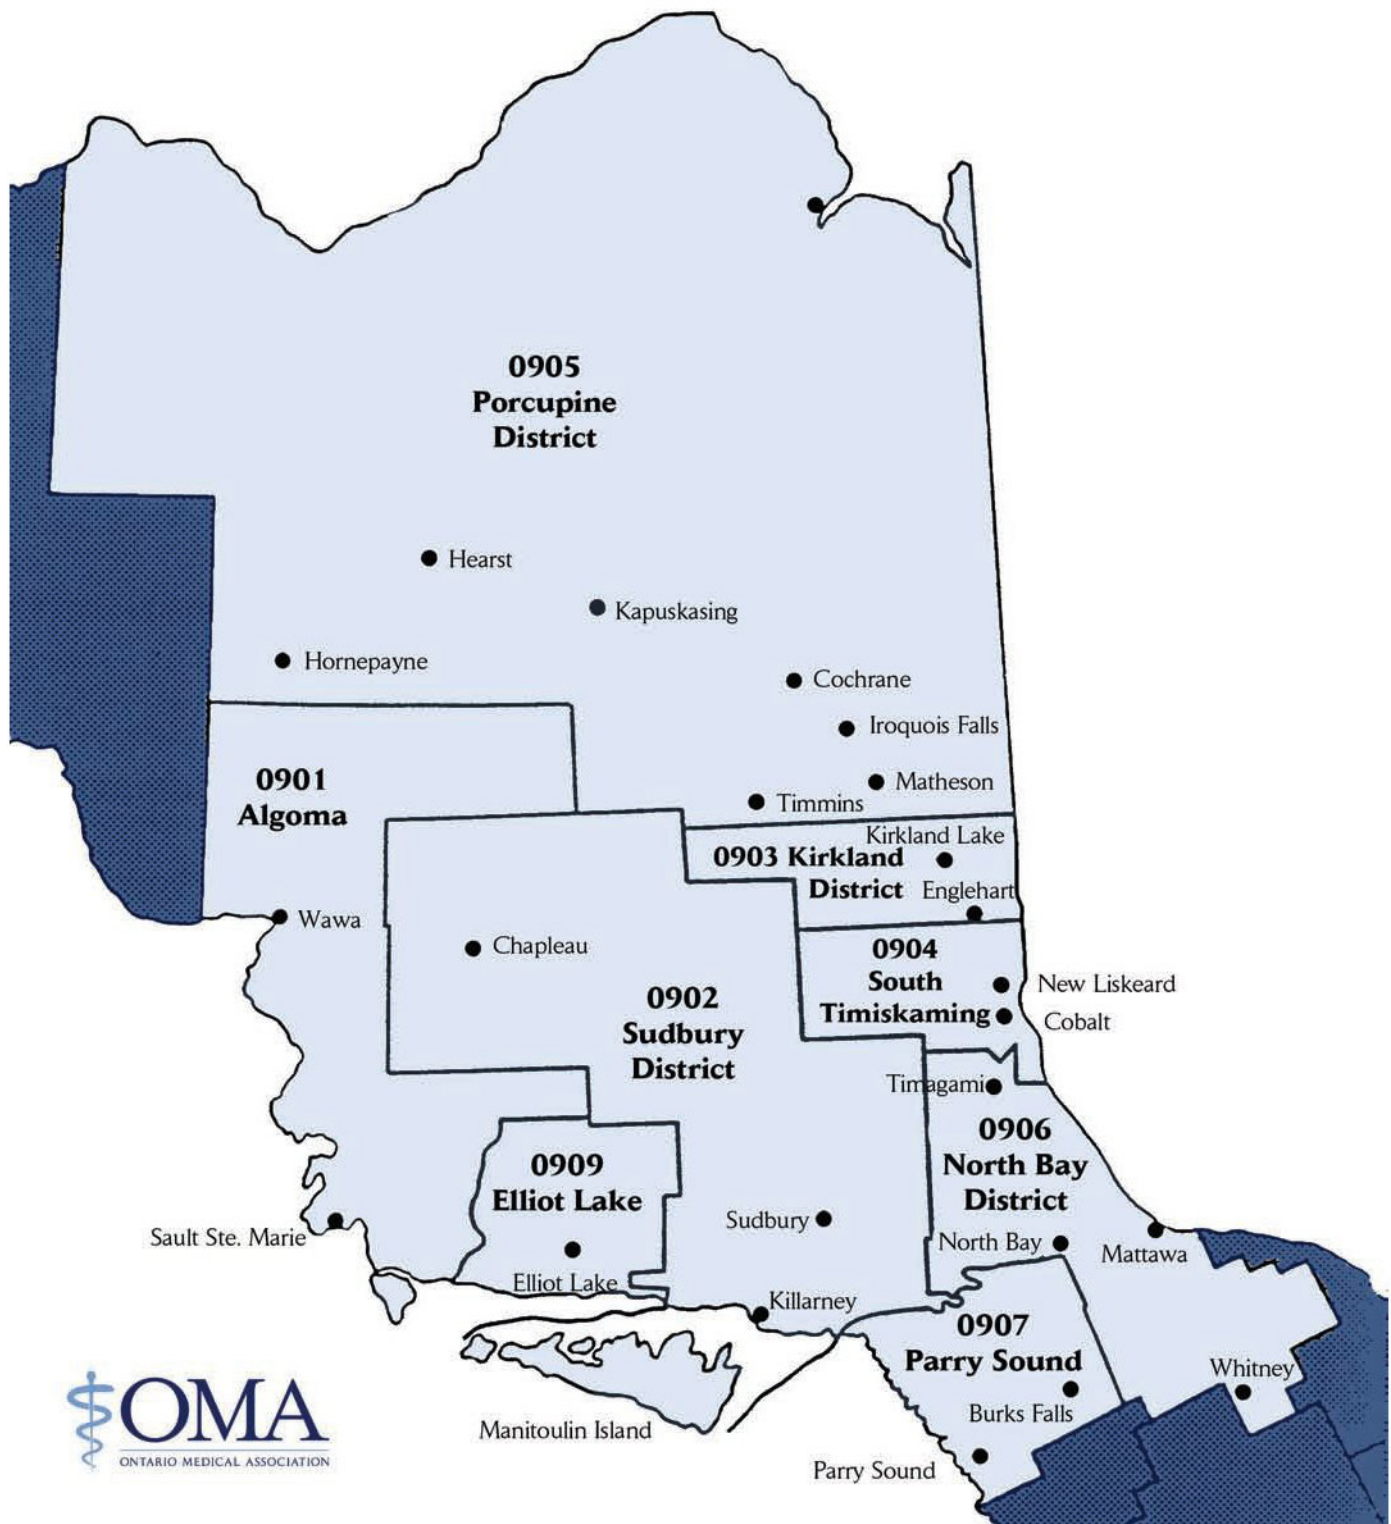 0905
Porcupine
District
Hearst
Kapuskasing
Hornepayne
Cochrane
Iroquois Falls
Matheson
Timmins
0901
Algoma
Kirkland Lake
0903 Kirkland
District
Englehart
Wawa
Chapleau
0904
South
Timiskaming
New Liskeard
Cobalt
0902
Sudbury
District
Timagami
0906
North Bay
District
0909
Elliot Lake
Sudbury
Sault Ste. Marie
North Bay
Mattawa
Elliot Lake
Killarney
0907
Parry Sound
Whitney
Burks Falls
Manitoulin Island
Parry Sound
OMA
ONTARIO MEDICAL ASSOCIATION